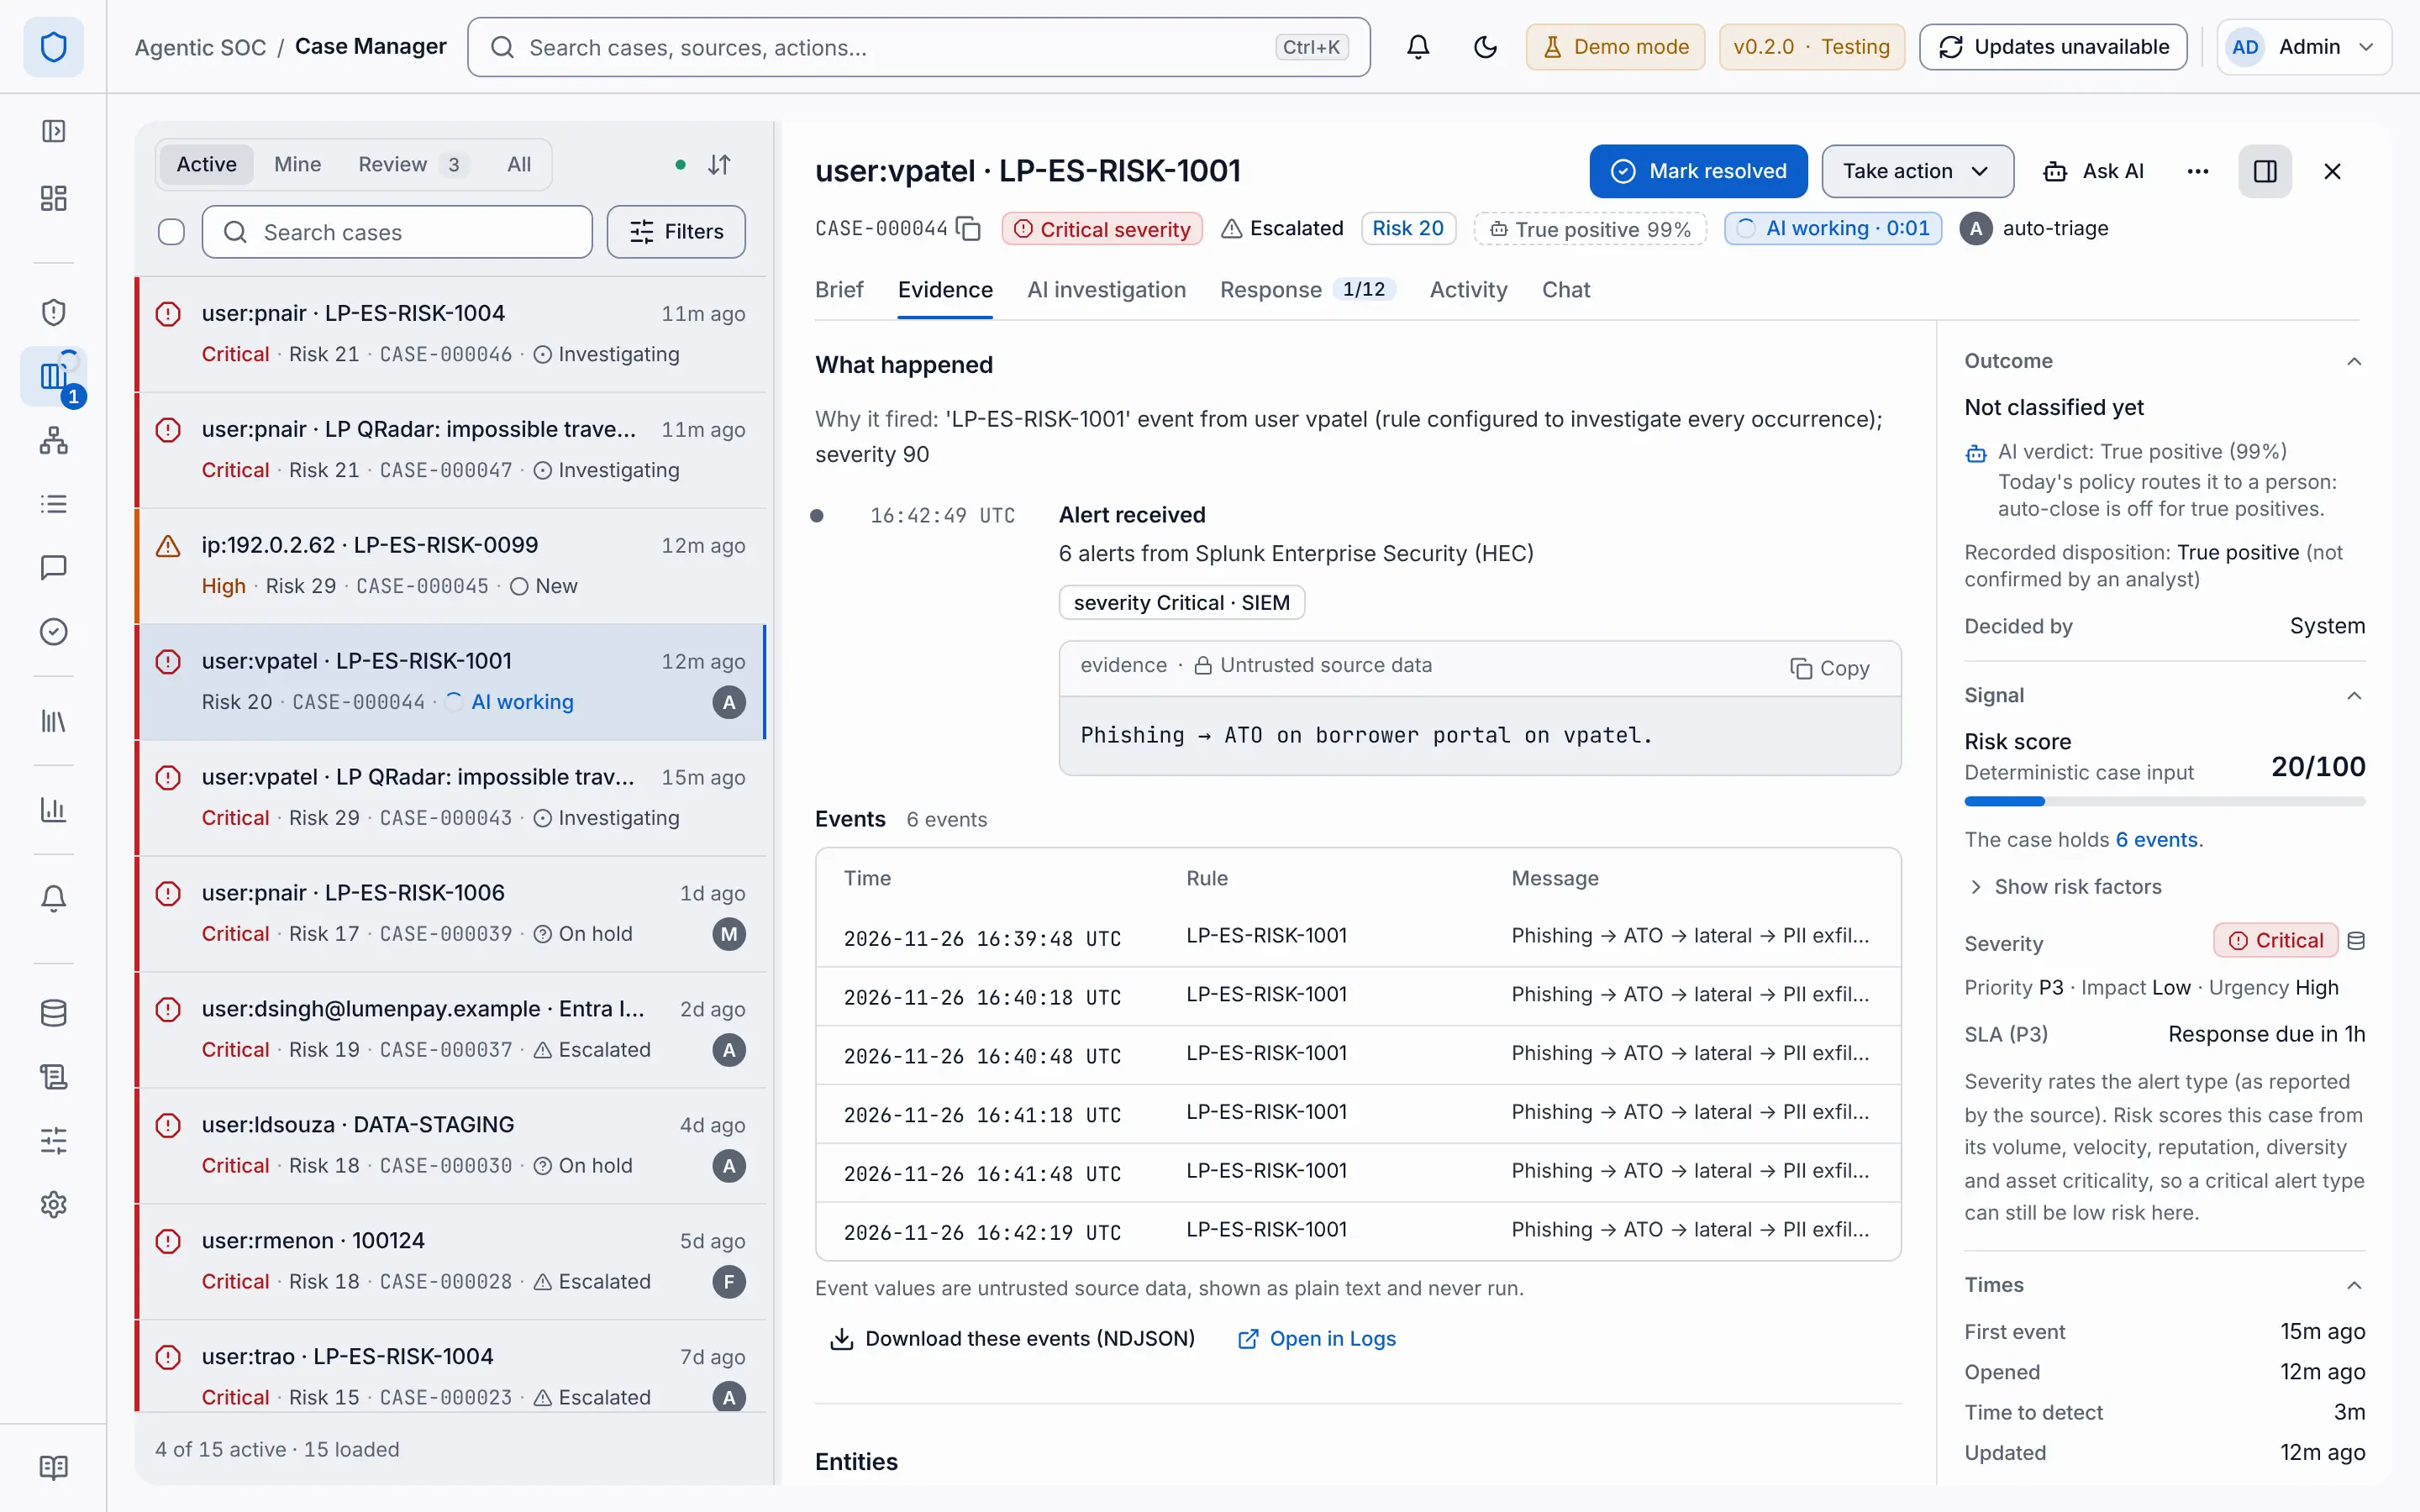 Agentic SOC / Case Manager
Search cases, sources, actions...
Ctrl+K
Demo mode
v0.2.0 · Testing
Updates unavailable
AD Admin
1
Active Mine Review 3 All
Search cases
Filters
user:pnair · LP-ES-RISK-1004 11m ago
Critical · Risk 21 · CASE-000046 · Investigating
user:pnair · LP QRadar: impossible trave... 11m ago
Critical · Risk 21 · CASE-000047 · Investigating
ip:192.0.2.62 · LP-ES-RISK-0099 12m ago
High · Risk 29 · CASE-000045 · New
user:vpatel · LP-ES-RISK-1001 12m ago
Risk 20 · CASE-000044 · AI working A
user:vpatel · LP QRadar: impossible trav... 15m ago
Critical · Risk 29 · CASE-000043 · Investigating
user:pnair · LP-ES-RISK-1006 1d ago
Critical · Risk 17 · CASE-000039 · On hold M
user:dsingh@lumenpay.example · Entra I... 2d ago
Critical · Risk 19 · CASE-000037 · Escalated A
user:ldsouza · DATA-STAGING 4d ago
Critical · Risk 18 · CASE-000030 · On hold A
user:rmenon · 100124 5d ago
Critical · Risk 18 · CASE-000028 · Escalated F
user:trao · LP-ES-RISK-1004 7d ago
Critical · Risk 15 · CASE-000023 · Escalated A
4 of 15 active · 15 loaded
user:vpatel · LP-ES-RISK-1001
Mark resolved
Take action
Ask AI
CASE-000044 Critical severity Escalated Risk 20 True positive 99% AI working · 0:01 A auto-triage
Brief Evidence AI investigation Response 1/12 Activity Chat
What happened
Why it fired: 'LP-ES-RISK-1001' event from user vpatel (rule configured to investigate every occurrence);
severity 90
16:42:49 UTC Alert received
6 alerts from Splunk Enterprise Security (HEC)
severity Critical · SIEM
evidence · Untrusted source data Copy
Phishing → ATO on borrower portal on vpatel.
Events 6 events
Time Rule Message
2026-11-26 16:39:48 UTC LP-ES-RISK-1001 Phishing → ATO → lateral → PII exfil...
2026-11-26 16:40:18 UTC LP-ES-RISK-1001 Phishing → ATO → lateral → PII exfil...
2026-11-26 16:40:48 UTC LP-ES-RISK-1001 Phishing → ATO → lateral → PII exfil...
2026-11-26 16:41:18 UTC LP-ES-RISK-1001 Phishing → ATO → lateral → PII exfil...
2026-11-26 16:41:48 UTC LP-ES-RISK-1001 Phishing → ATO → lateral → PII exfil...
2026-11-26 16:42:19 UTC LP-ES-RISK-1001 Phishing → ATO → lateral → PII exfil...
Event values are untrusted source data, shown as plain text and never run.
Download these events (NDJSON) Open in Logs
Entities
Outcome
Not classified yet
AI verdict: True positive (99%)
Today's policy routes it to a person:
auto-close is off for true positives.
Recorded disposition: True positive (not
confirmed by an analyst)
Decided by System
Signal
Risk score
Deterministic case input 20/100
The case holds 6 events.
Show risk factors
Severity Critical
Priority P3 · Impact Low · Urgency High
SLA (P3) Response due in 1h
Severity rates the alert type (as reported
by the source). Risk scores this case from
its volume, velocity, reputation, diversity
and asset criticality, so a critical alert type
can still be low risk here.
Times
First event 15m ago
Opened 12m ago
Time to detect 3m
Updated 12m ago